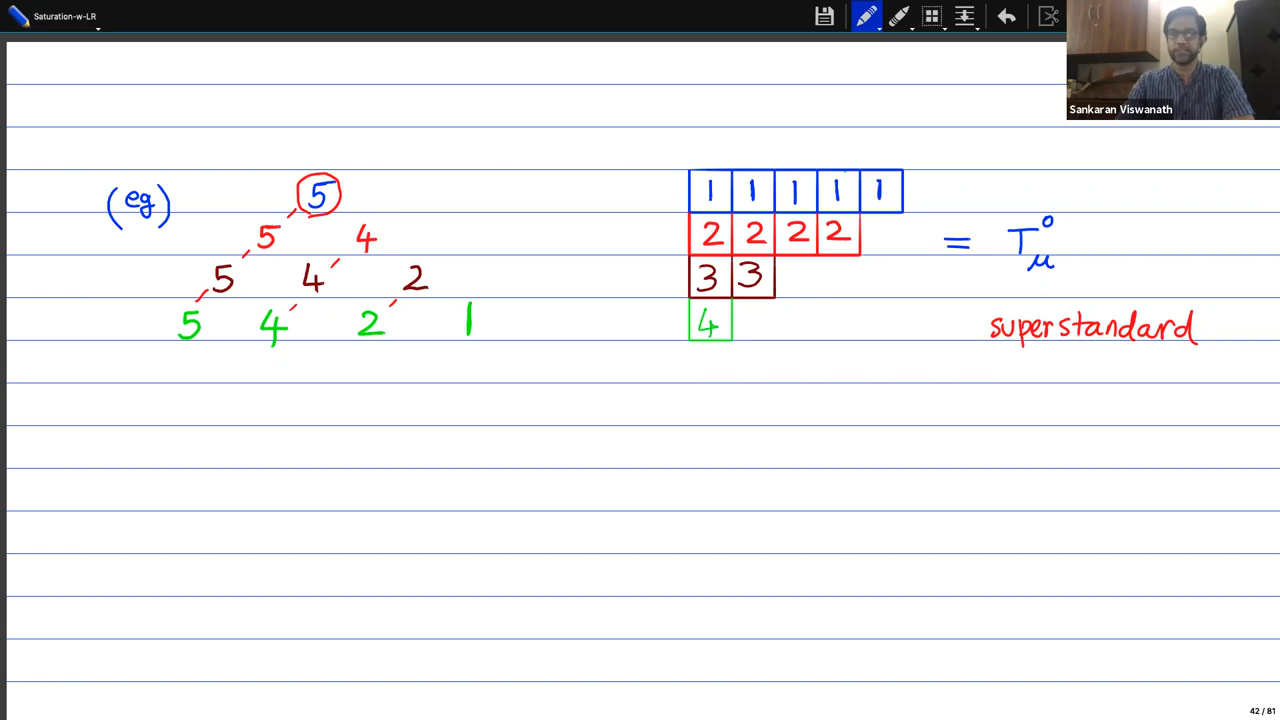 Saturation-w-LR
Sankaran Viswanath
(eg) 5
5 4
5 4 2
5 4 2 1
1 1 1 1 1
2 2 2 2
3 3
4
= T⁰μ
superstandard
42 / 81